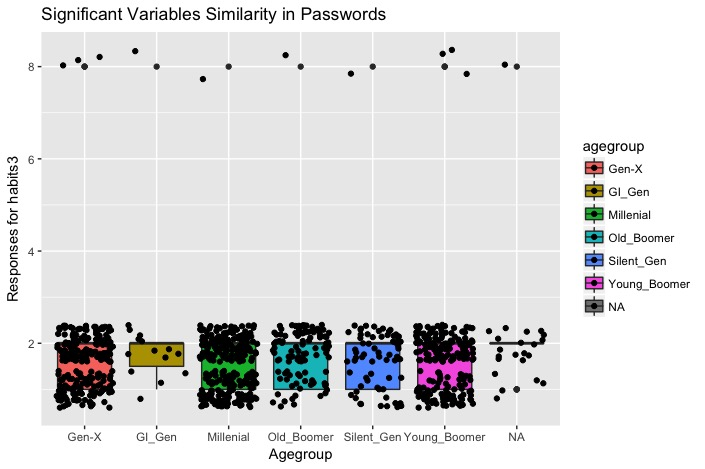 Significant Variables Similarity in Passwords
Responses for habits3
8
6
4
2
Gen-X GI_Gen Millenial Old_Boomer Silent_Gen Young_Boomer NA
Agegroup
agegroup
Gen-X
GI_Gen
Millenial
Old_Boomer
Silent_Gen
Young_Boomer
NA